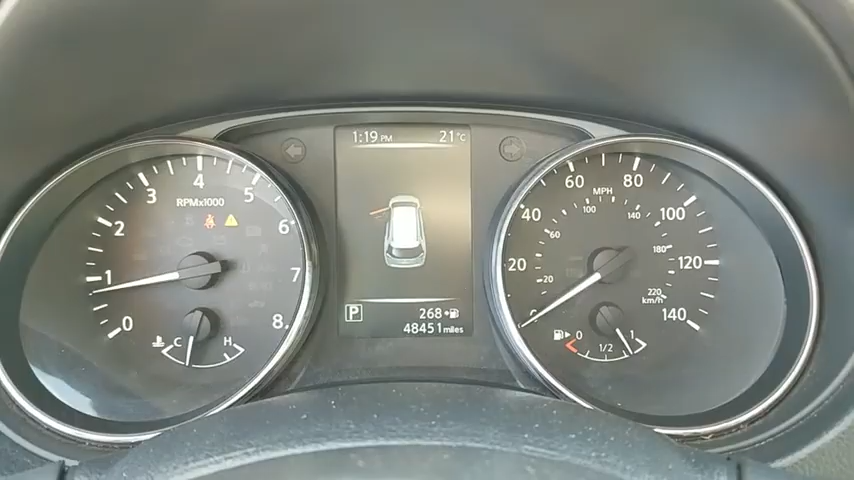 1:19 PM 21°C
RPMx1000
0 1 2 3 4 5 6 7 8
C H
P
268
48451 miles
MPH
0 20 40 60 80 100 120 140
20 60 100 140 180 220
km/h
0 1/2 1